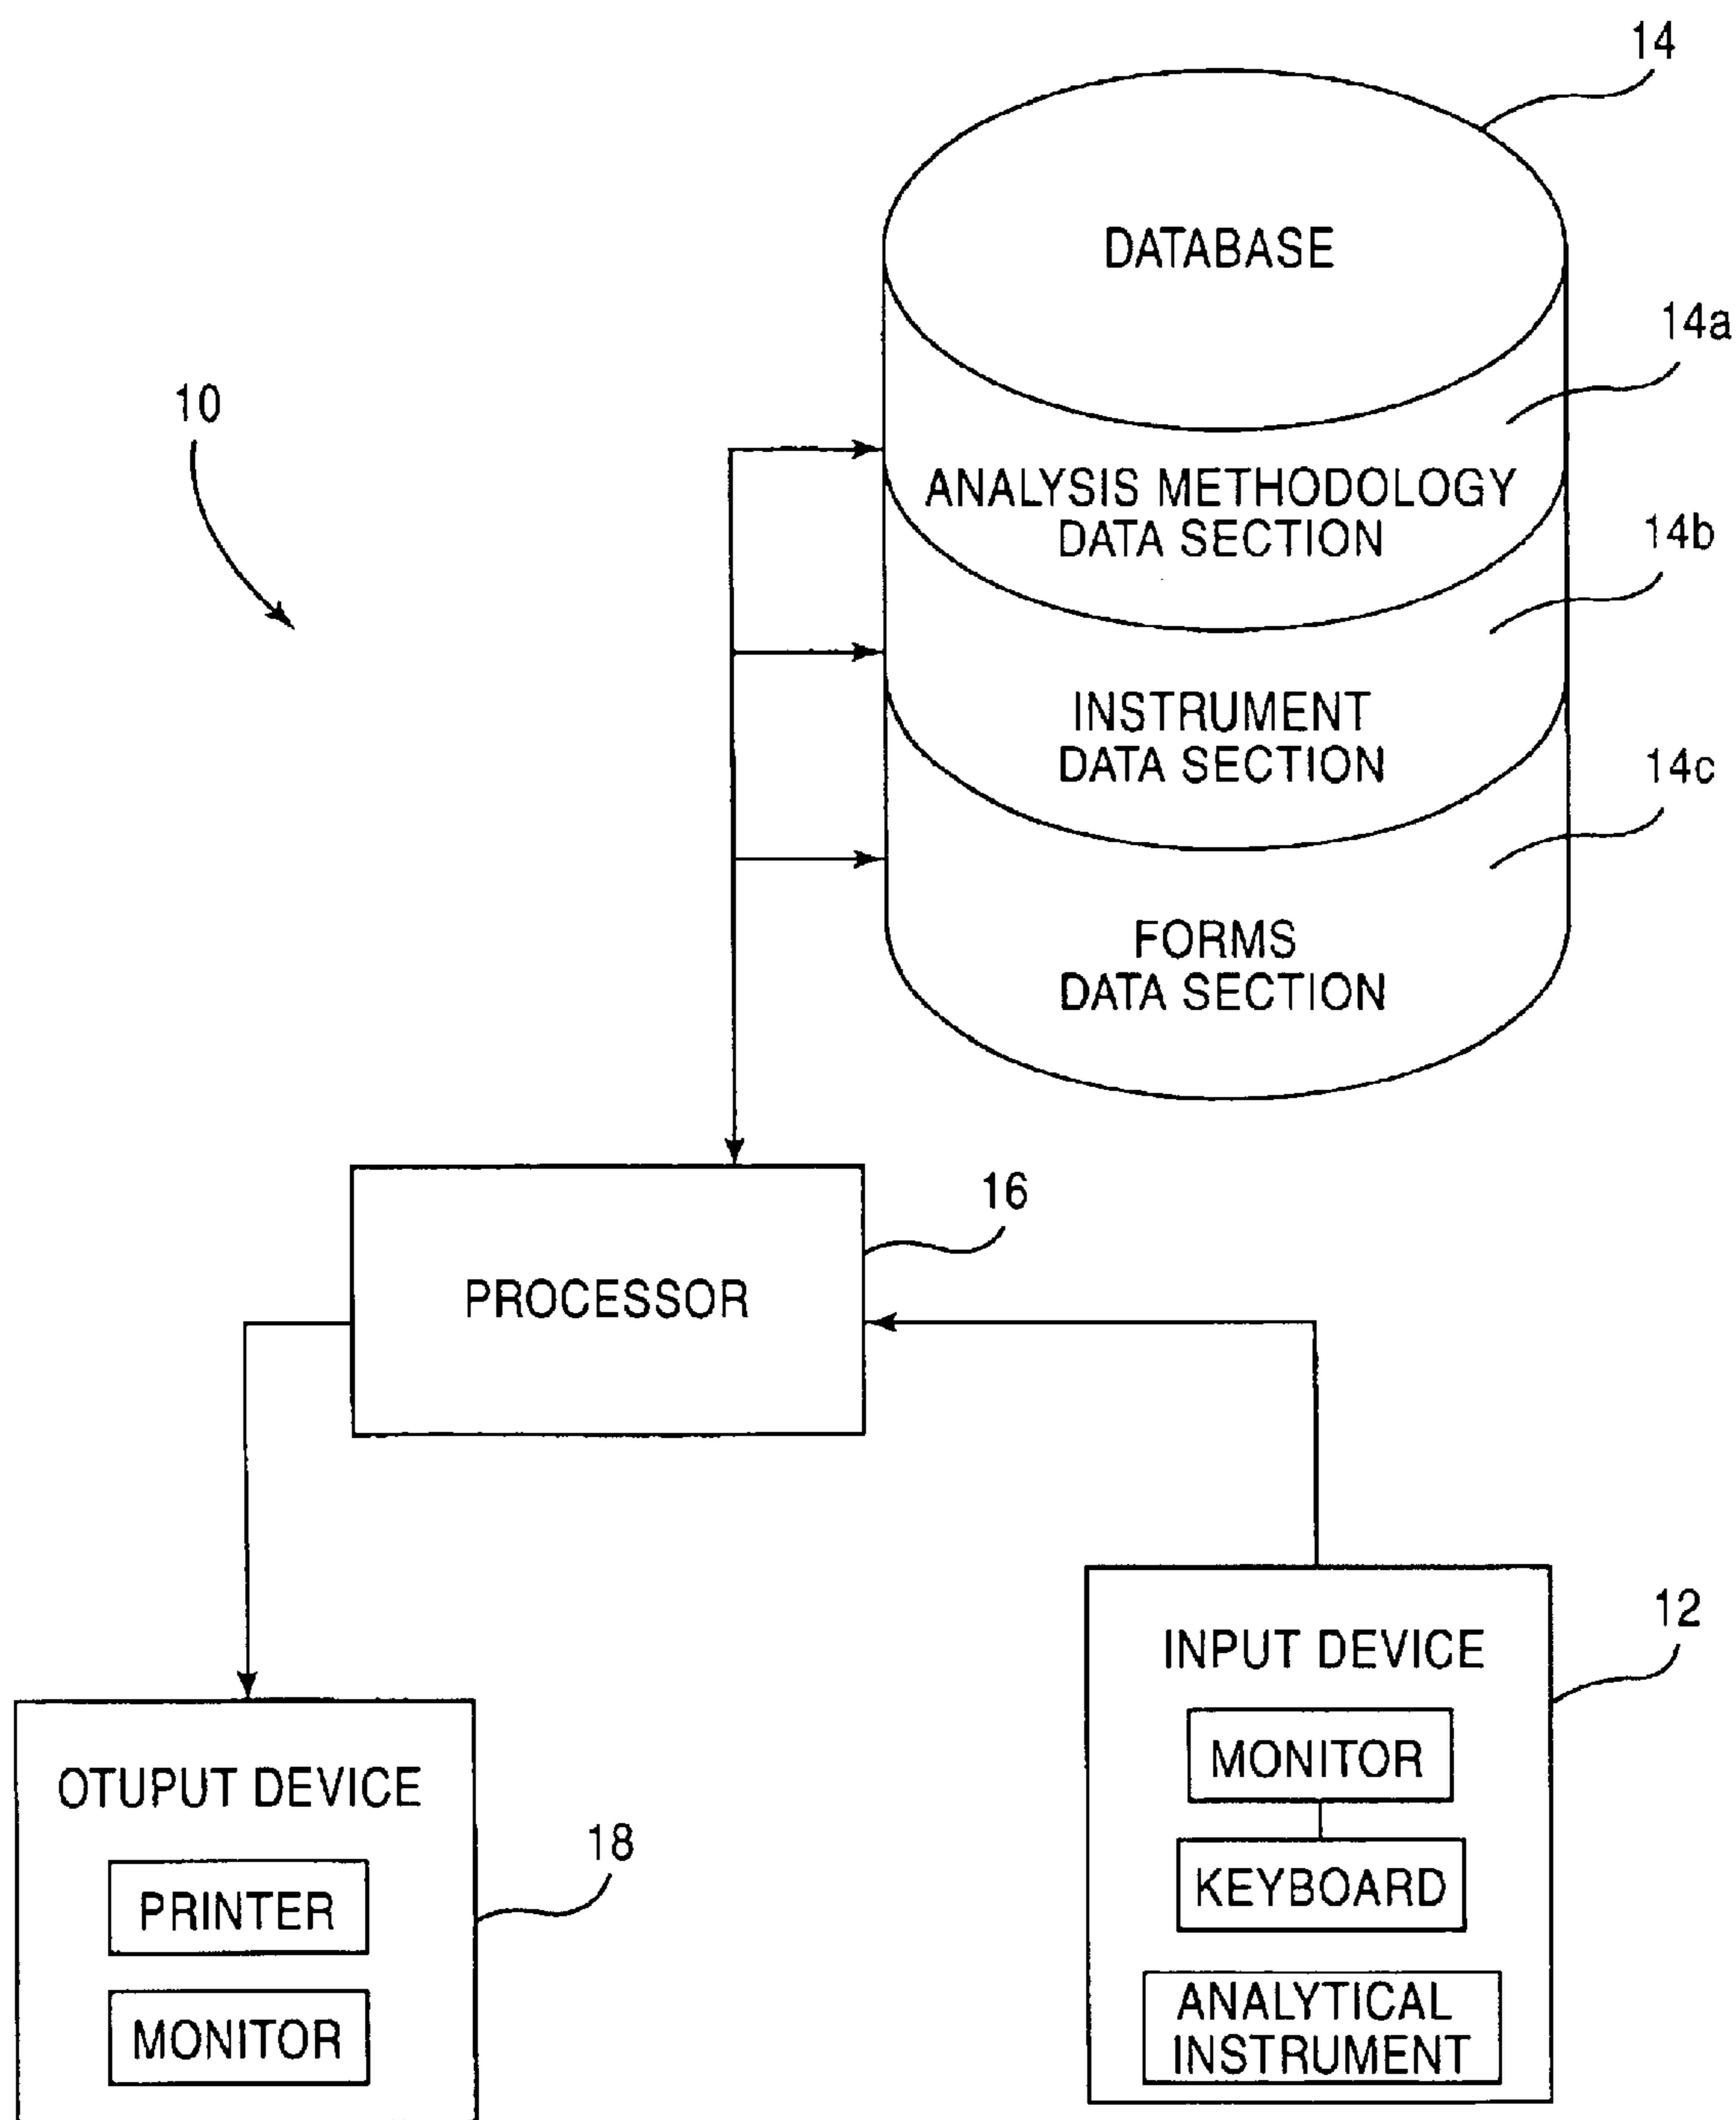 14
DATABASE
14a
10
ANALYSIS METHODOLOGY
DATA SECTION
14b
INSTRUMENT
DATA SECTION
14c
FORMS
DATA SECTION
16
PROCESSOR
12
INPUT DEVICE
MONITOR
KEYBOARD
ANALYTICAL
INSTRUMENT
OTUPUT DEVICE
18
PRINTER
MONITOR